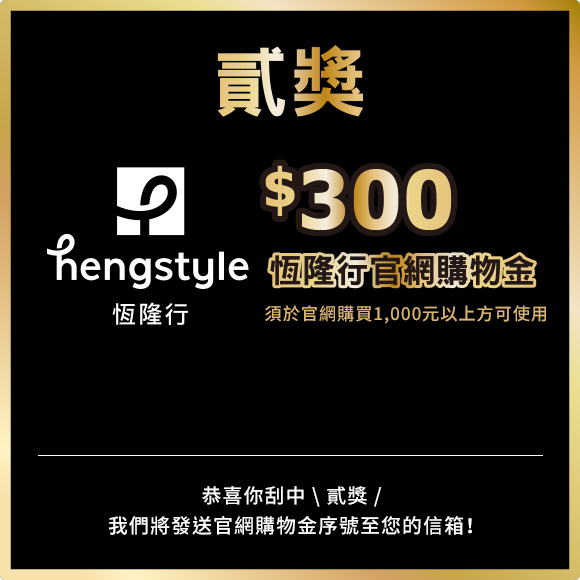 貳獎
$300
hengstyle
恆隆行官網購物金
恆隆行
須於官網購買1,000元以上方可使用
恭喜你刮中 \ 貳獎 /
我們將發送官網購物金序號至您的信箱！